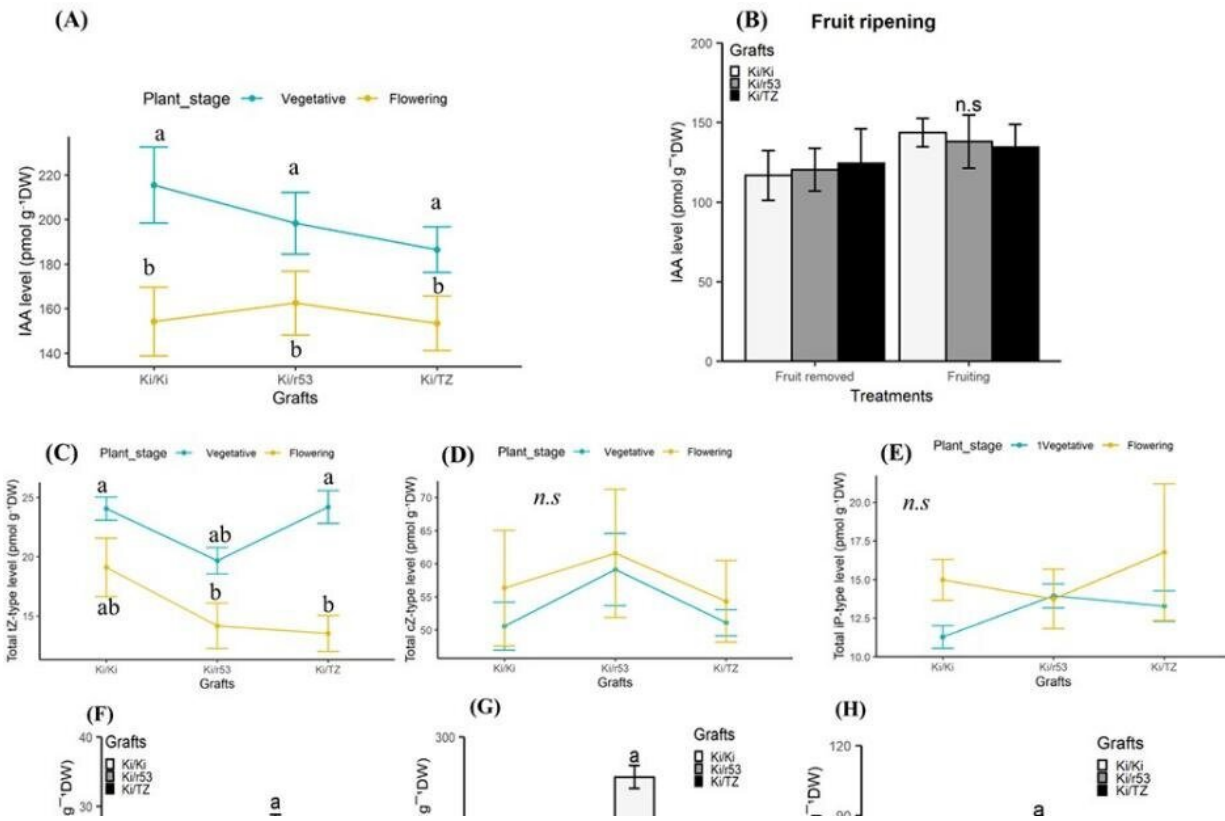 (A)
Plant_stage Vegetative Flowering
IAA level (pmol g⁻¹DW)
220
200
180
160
140
a
a
a
b
b
b
Ki/Ki Ki/r53 Ki/TZ
Grafts
(B) Fruit ripening
Grafts
Ki/Ki
Ki/r53
Ki/TZ
IAA level (pmol g⁻¹DW)
200
150
100
50
0
n.s
Fruit removed Fruiting
Treatments
(C)
Plant_stage Vegetative Flowering
Total tZ-type level (pmol g⁻¹DW)
25
20
15
a
ab
a
ab
b
b
Ki/Ki Ki/r53 Ki/TZ
Grafts
(D)
Plant_stage Vegetative Flowering
Total cZ-type level (pmol g⁻¹DW)
70
65
60
55
50
n.s
Ki/Ki Ki/r53 Ki/TZ
Grafts
(E)
Plant_stage 1Vegetative Flowering
Total iP-type level (pmol g⁻¹DW)
20.0
17.5
15.0
12.5
10.0
n.s
Ki/Ki Ki/r53 Ki/TZ
Grafts
(F)
Grafts
Ki/Ki
Ki/r53
Ki/TZ
40
30
g⁻¹DW)
a
(G)
Grafts
Ki/Ki
Ki/r53
Ki/TZ
300
g⁻¹DW)
a
(H)
Grafts
Ki/Ki
Ki/r53
Ki/TZ
120
90
g⁻¹DW)
a